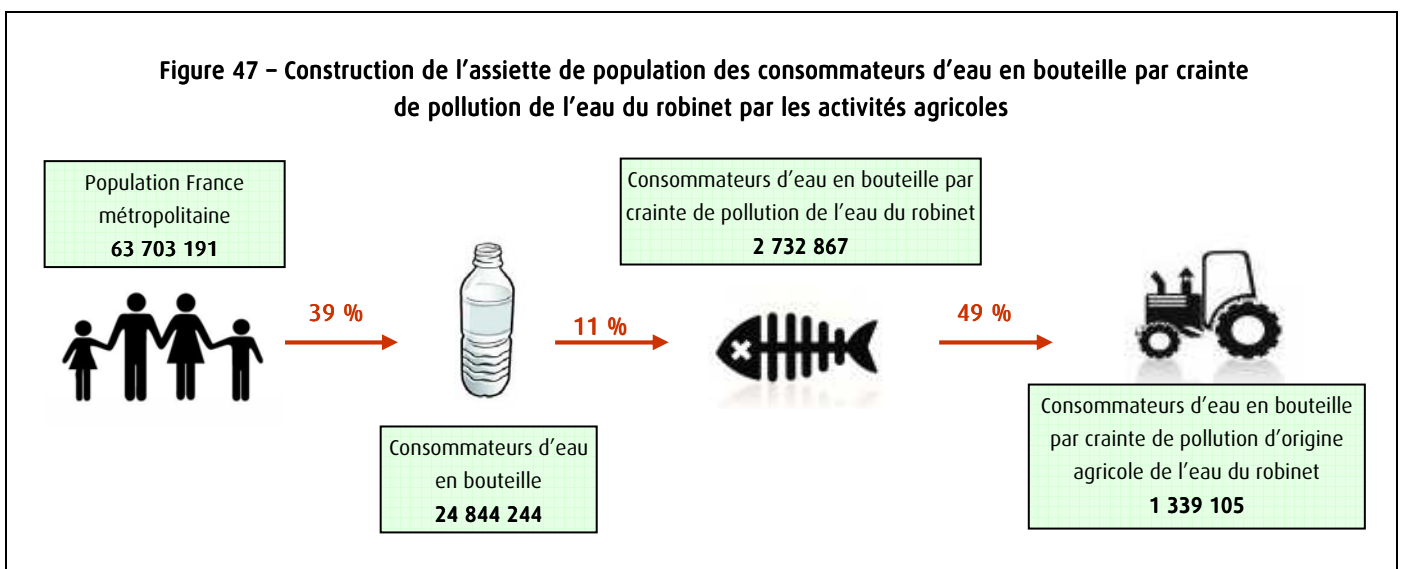 Figure 47 – Construction de l'assiette de population des consommateurs d'eau en bouteille par crainte
de pollution de l'eau du robinet par les activités agricoles
Population France
métropolitaine
63 703 191
39 %
Consommateurs d'eau
en bouteille
24 844 244
11 %
Consommateurs d'eau en bouteille par
crainte de pollution de l'eau du robinet
2 732 867
49 %
Consommateurs d'eau en bouteille
par crainte de pollution d'origine
agricole de l'eau du robinet
1 339 105